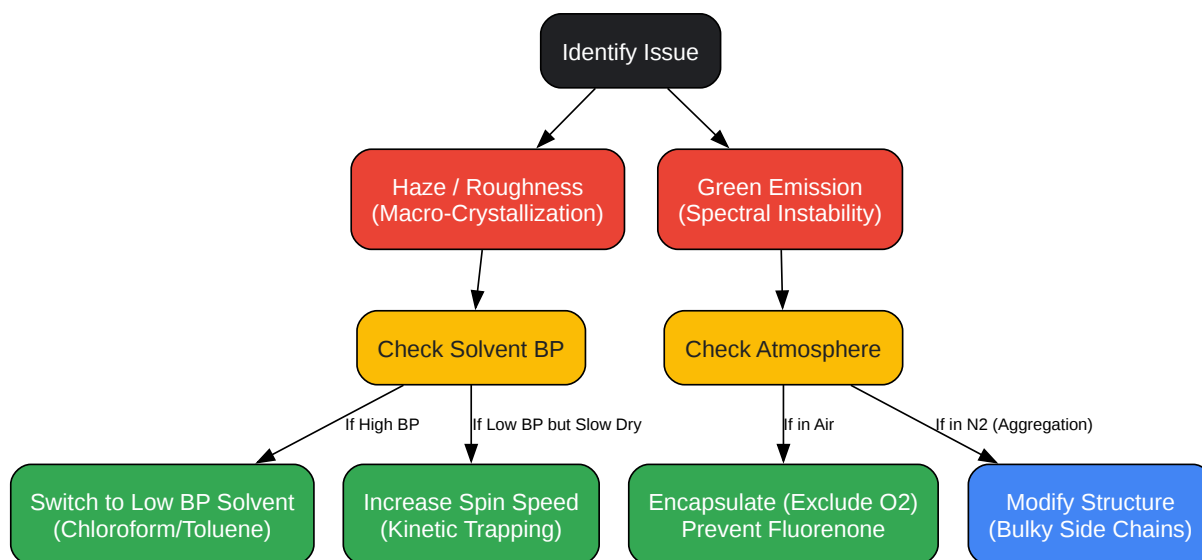 Identify Issue
Haze / Roughness
(Macro-Crystallization)
Green Emission
(Spectral Instability)
Check Solvent BP
Check Atmosphere
If High BP
If Low BP but Slow Dry
If in Air
If in N2 (Aggregation)
Switch to Low BP Solvent
(Chloroform/Toluene)
Increase Spin Speed
(Kinetic Trapping)
Encapsulate (Exclude O2)
Prevent Fluorenone
Modify Structure
(Bulky Side Chains)